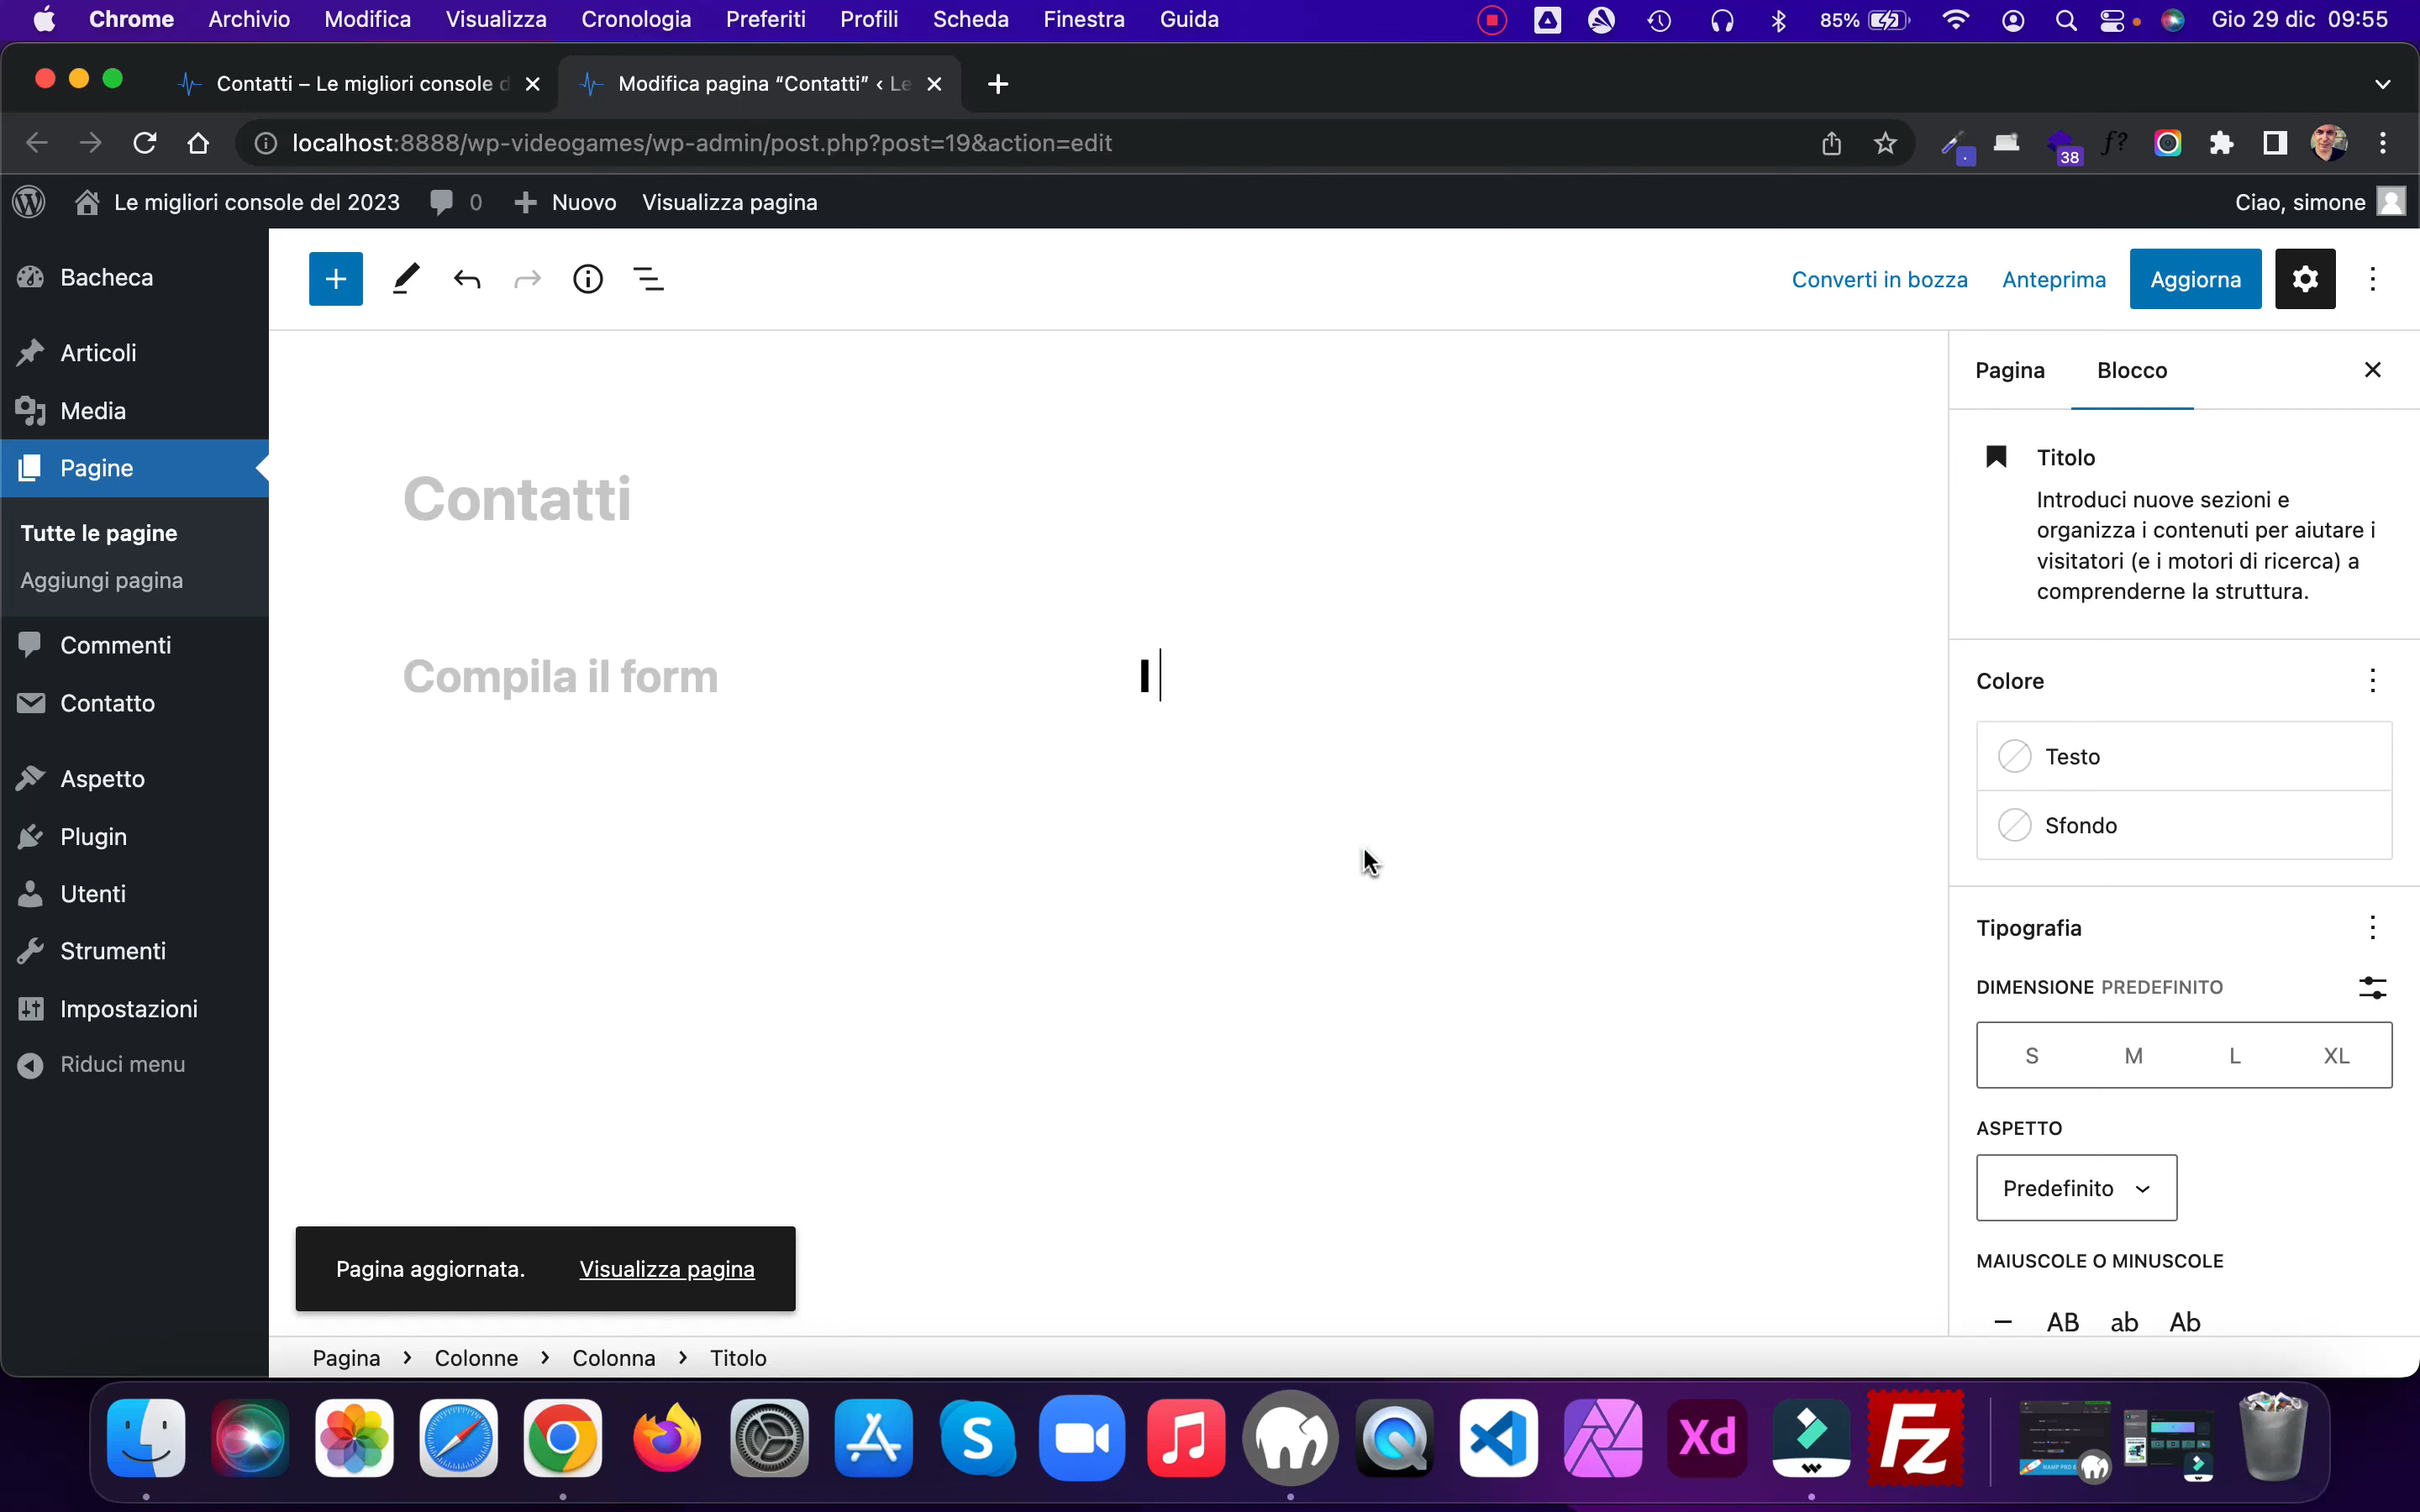 Chrome Archivio Modifica Visualizza Cronologia Preferiti Profili Scheda Finestra Guida 85% Gio 29 dic 09:55
Contatti – Le migliori console d Modifica pagina “Contatti” ‹ Le
localhost:8888/wp-videogames/wp-admin/post.php?post=19&action=edit f? 38
Le migliori console del 2023 0 Nuovo Visualizza pagina Ciao, simone
Converti in bozza Anteprima Aggiorna
Bacheca
Articoli
Media
Pagine
Tutte le pagine
Aggiungi pagina
Commenti
Contatto
Aspetto
Plugin
Utenti
Strumenti
Impostazioni
Riduci menu
Contatti
Compila il form I
Pagina aggiornata. Visualizza pagina
Pagina › Colonne › Colonna › Titolo
Pagina Blocco
Titolo
Introduci nuove sezioni e
organizza i contenuti per aiutare i
visitatori (e i motori di ricerca) a
comprenderne la struttura.
Colore
Testo
Sfondo
Tipografia
DIMENSIONE PREDEFINITO
S M L XL
ASPETTO
Predefinito
MAIUSCOLE O MINUSCOLE
– AB ab Ab
S Xd Fz